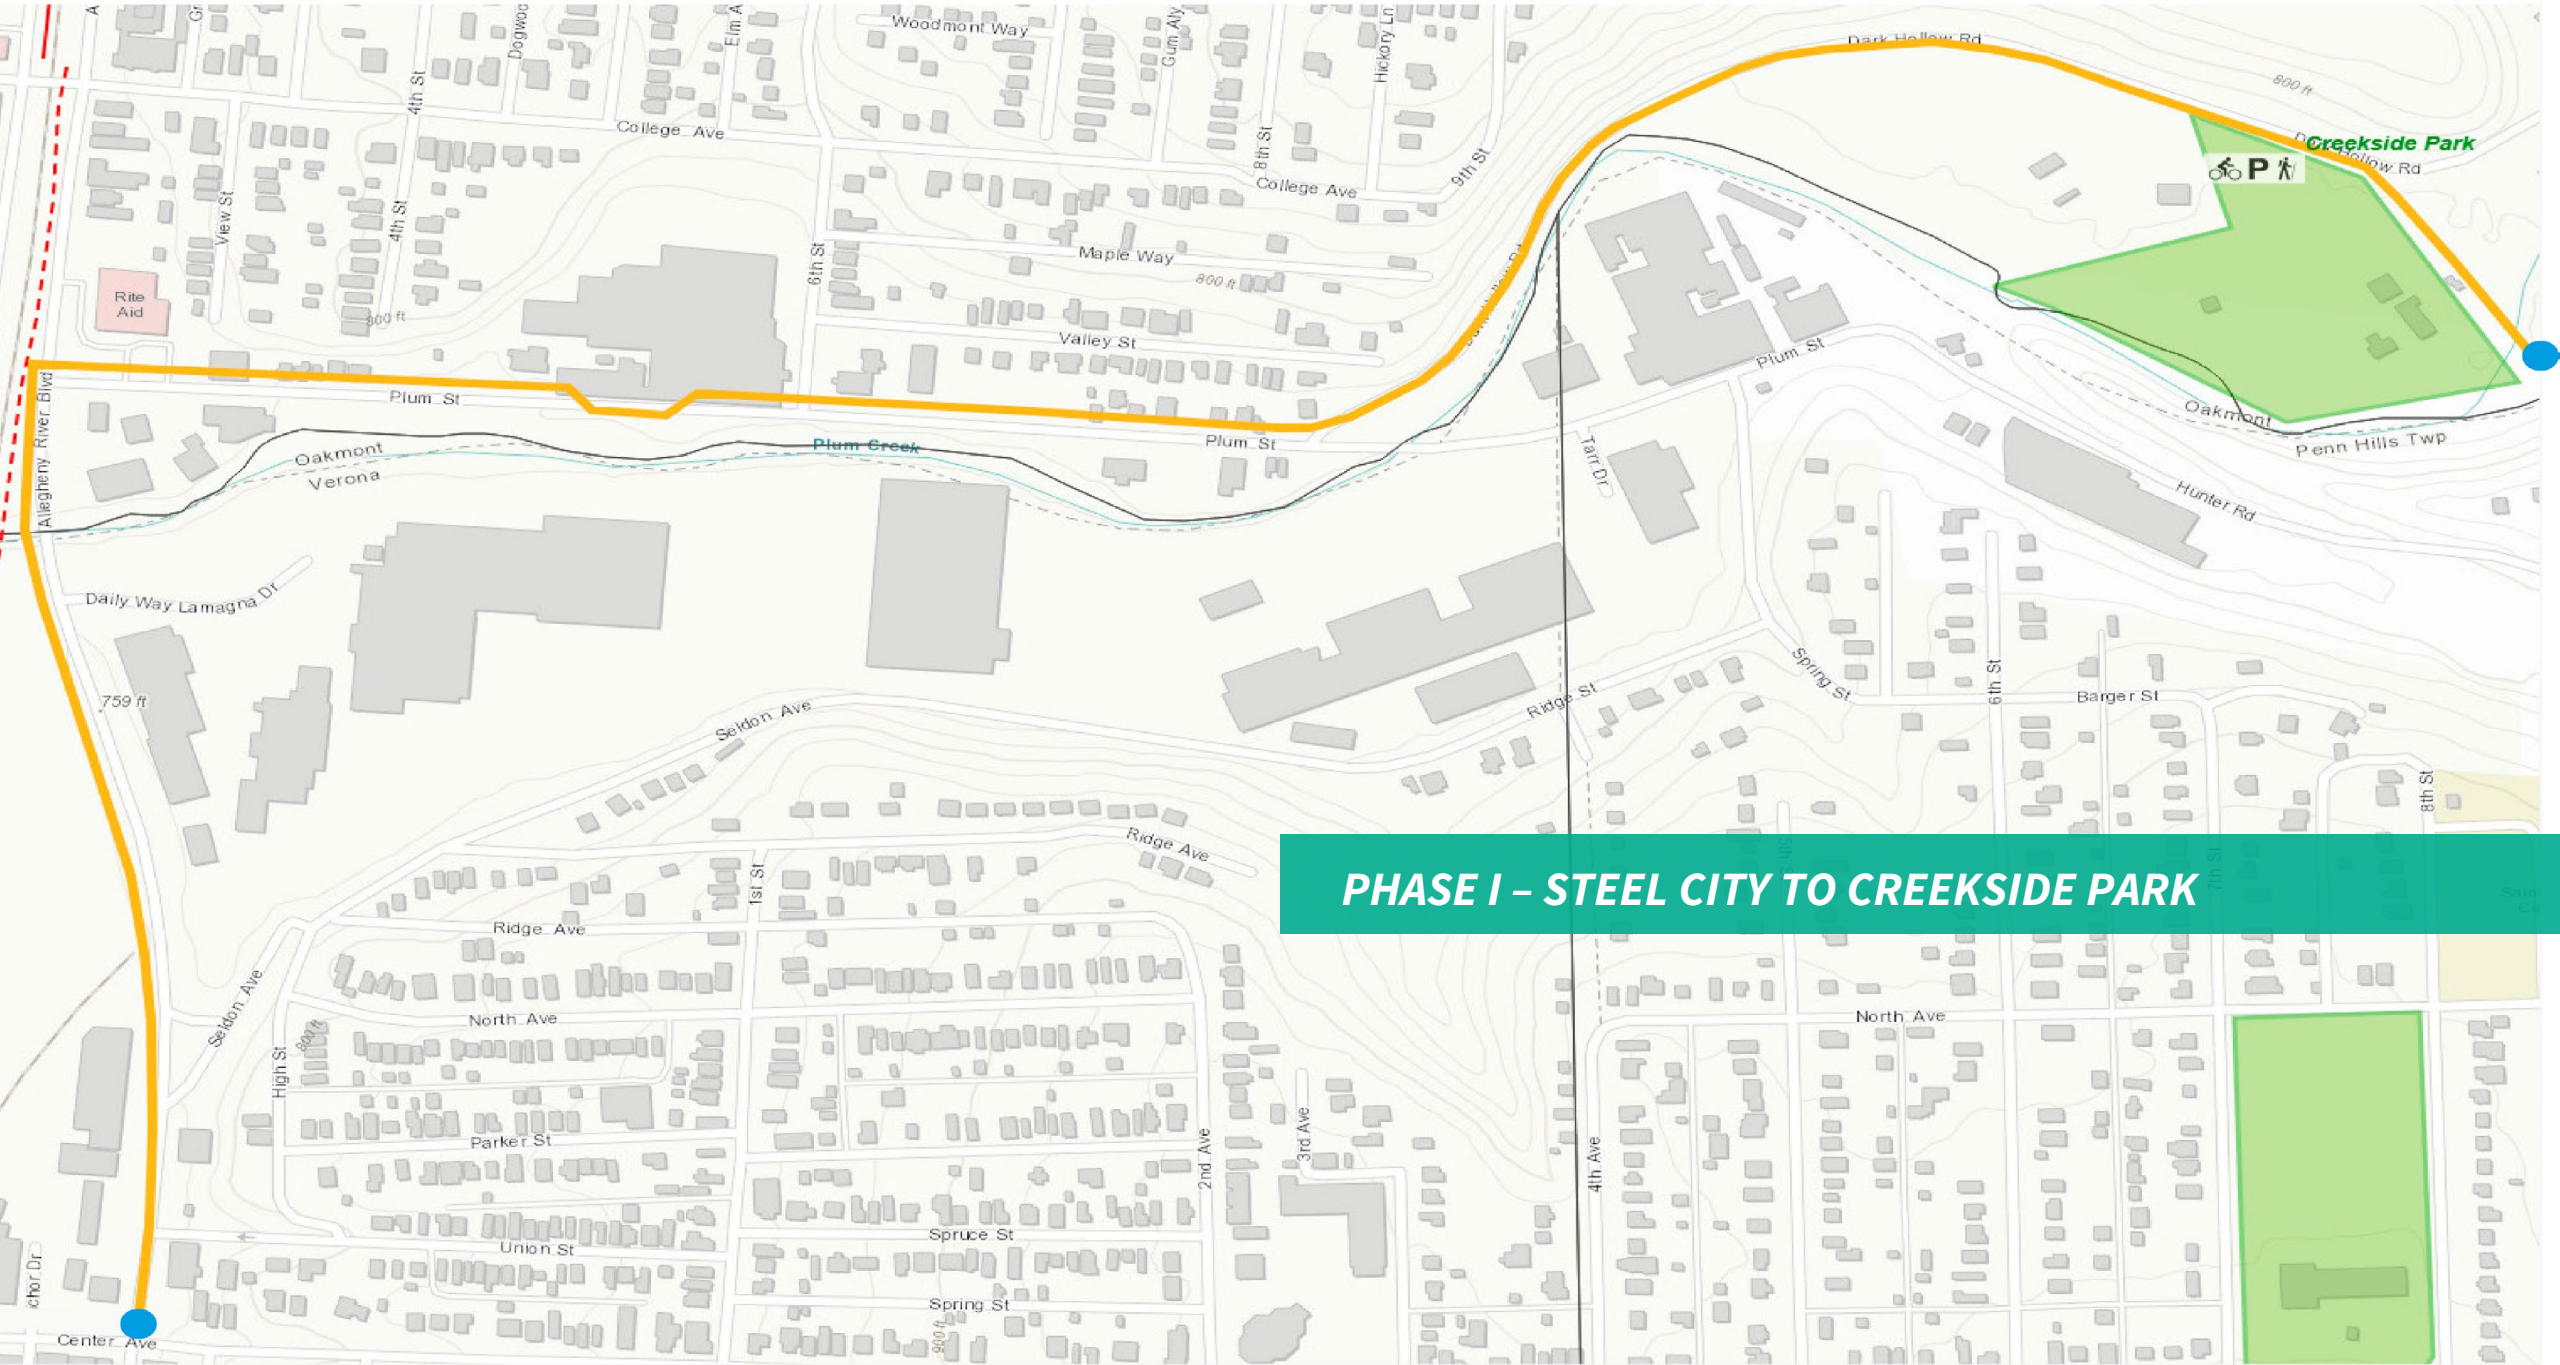 Woodmont Way
Gum Aly
Hickory Ln
Dark Hollow Rd
800 ft
4th St
College Ave
8th St
9th St
College Ave
Creekside Park
P
View St
4th St
6th St
Maple Way
800 ft
Rite
Aid
800 ft
Valley St
Plum St
Allegheny River Blvd
Plum St
Plum St
Oakmont
Verona
Plum Creek
Tarr Dr
Oakmont
Penn Hills Twp
Hunter Rd
Daily Way Lamagna Dr
759 ft
Seldon Ave
Ridge St
Spring St
6th St
Barger St
8th St
Ridge Ave
1st St
PHASE I – STEEL CITY TO CREEKSIDE PARK
7th St
Ridge Ave
Seldon Ave
North Ave
800 ft
High St
North Ave
Parker St
2nd Ave
3rd Ave
4th Ave
Union St
Spruce St
Spring St
900 ft
Center Ave